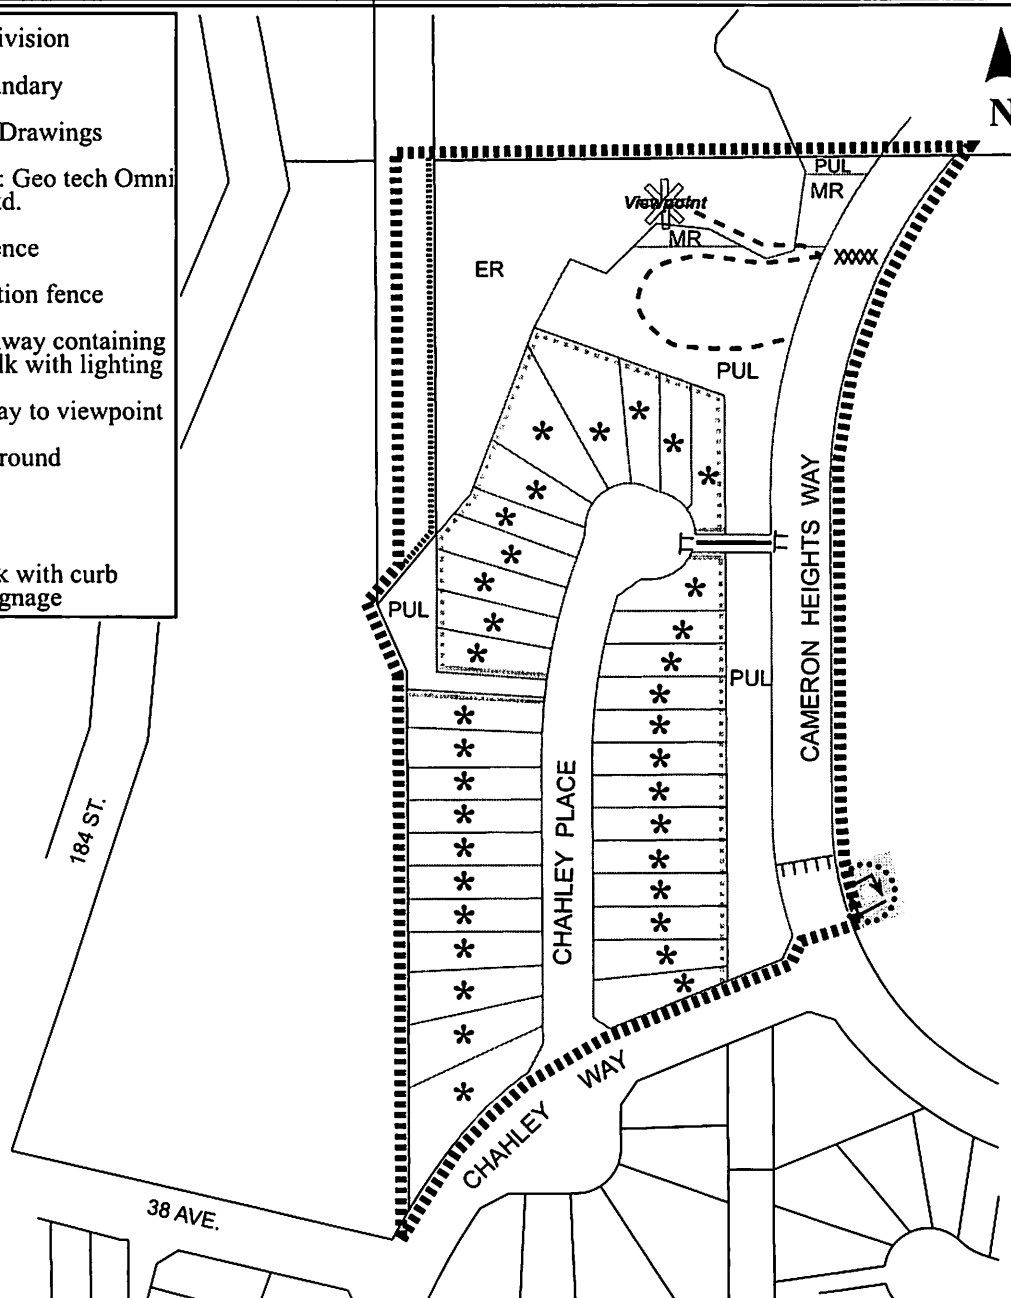 ivision
ndary
Drawings
: Geo tech Omni
td.
ence
tion fence
way containing
lk with lighting
ay to viewpoint
round
k with curb
gnage
N
PUL
MR
Viewpoint
MR
ER
PUL
CAMERON HEIGHTS WAY
PUL
PUL
CHAHLEY PLACE
184 ST.
CHAHLEY WAY
38 AVE.